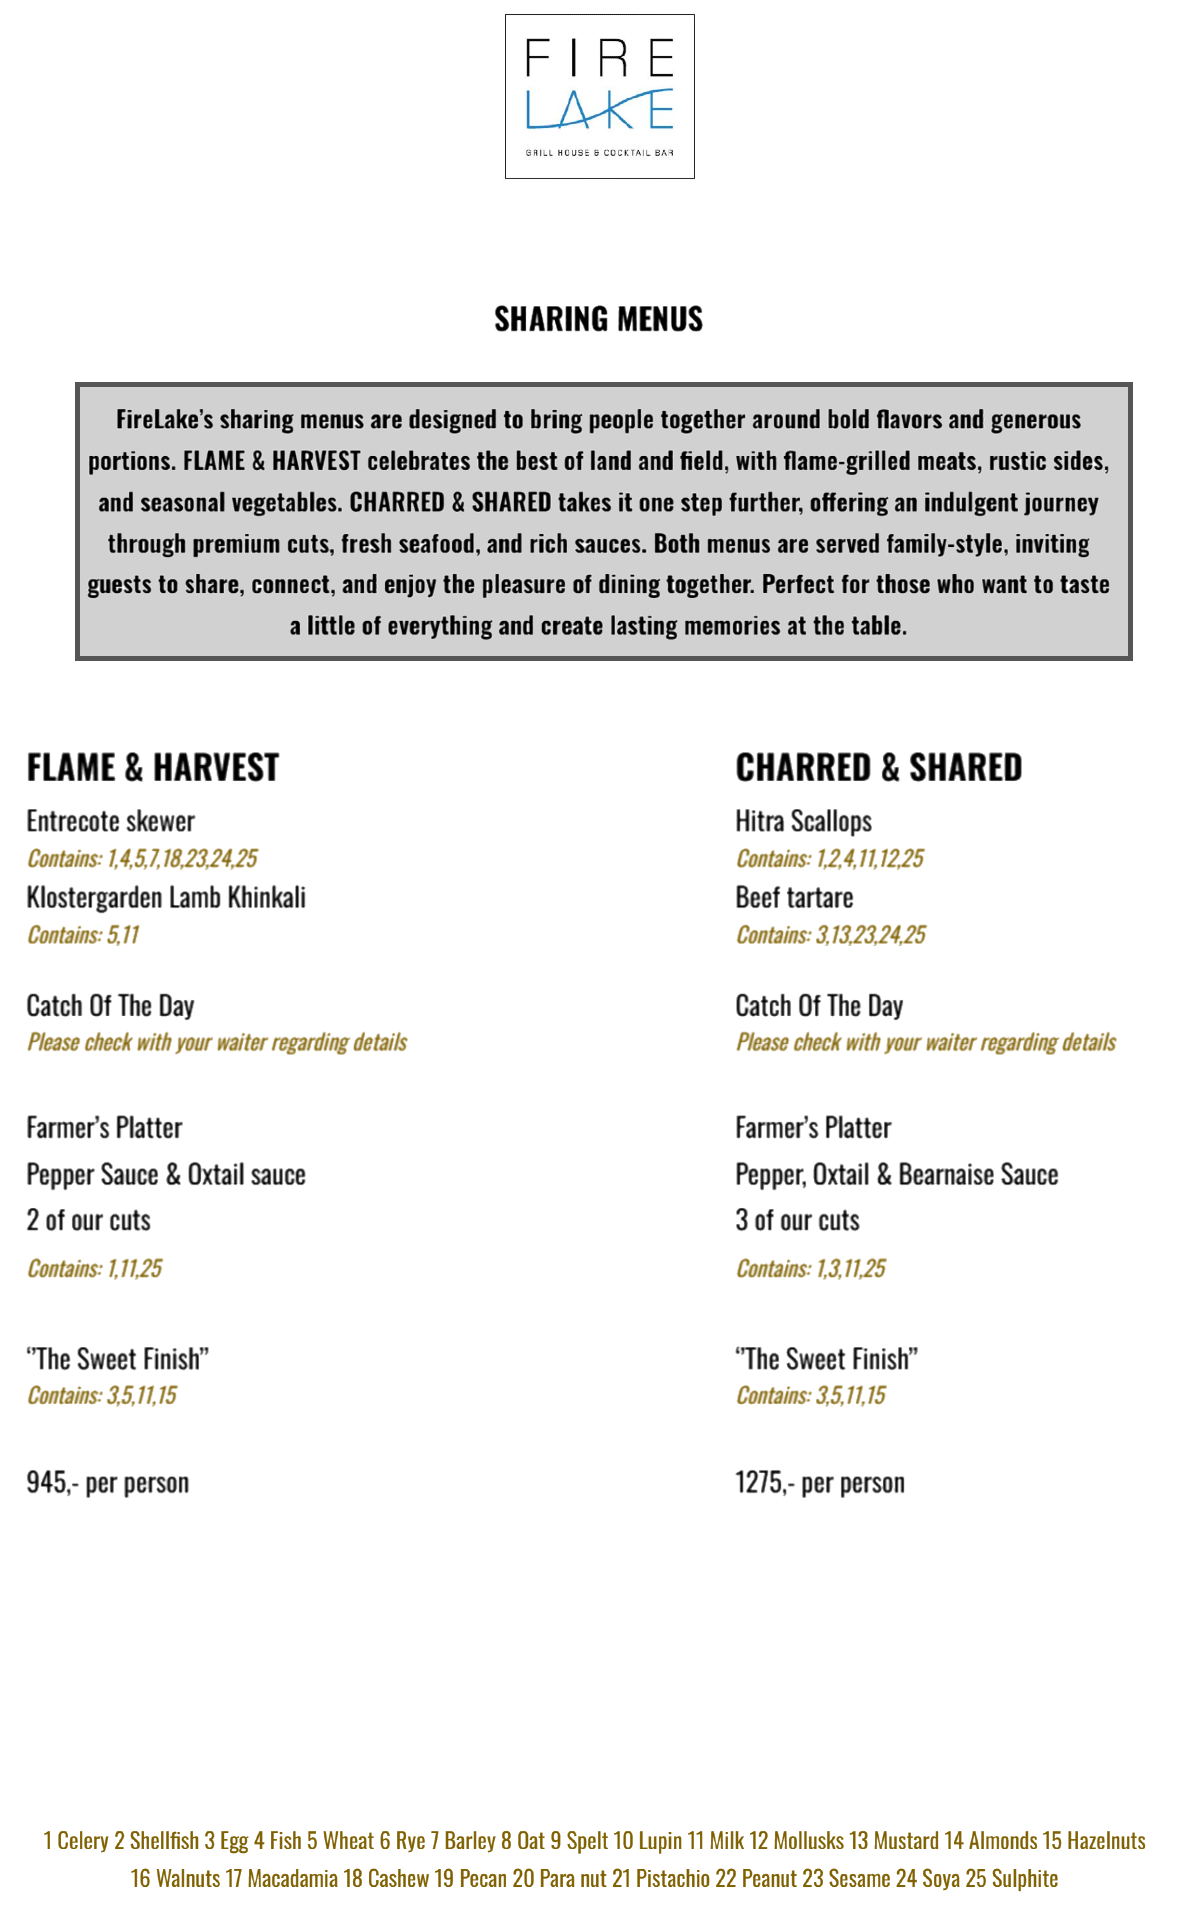 FIRE
LAKE
GRILL HOUSE & COCKTAIL BAR
SHARING MENUS
FireLake’s sharing menus are designed to bring people together around bold flavors and generous
portions. FLAME & HARVEST celebrates the best of land and field, with flame-grilled meats, rustic sides,
and seasonal vegetables. CHARRED & SHARED takes it one step further, offering an indulgent journey
through premium cuts, fresh seafood, and rich sauces. Both menus are served family-style, inviting
guests to share, connect, and enjoy the pleasure of dining together. Perfect for those who want to taste
a little of everything and create lasting memories at the table.
FLAME & HARVEST
Entrecote skewer
Contains: 1,4,5,7,18,23,24,25
Klostergarden Lamb Khinkali
Contains: 5,11
Catch Of The Day
Please check with your waiter regarding details
Farmer’s Platter
Pepper Sauce & Oxtail sauce
2 of our cuts
Contains: 1,11,25
‘’The Sweet Finish’’
Contains: 3,5,11,15
945,- per person
CHARRED & SHARED
Hitra Scallops
Contains: 1,2,4,11,12,25
Beef tartare
Contains: 3,13,23,24,25
Catch Of The Day
Please check with your waiter regarding details
Farmer’s Platter
Pepper, Oxtail & Bearnaise Sauce
3 of our cuts
Contains: 1,3,11,25
‘’The Sweet Finish’’
Contains: 3,5,11,15
1275,- per person
1 Celery 2 Shellfish 3 Egg 4 Fish 5 Wheat 6 Rye 7 Barley 8 Oat 9 Spelt 10 Lupin 11 Milk 12 Mollusks 13 Mustard 14 Almonds 15 Hazelnuts
16 Walnuts 17 Macadamia 18 Cashew 19 Pecan 20 Para nut 21 Pistachio 22 Peanut 23 Sesame 24 Soya 25 Sulphite